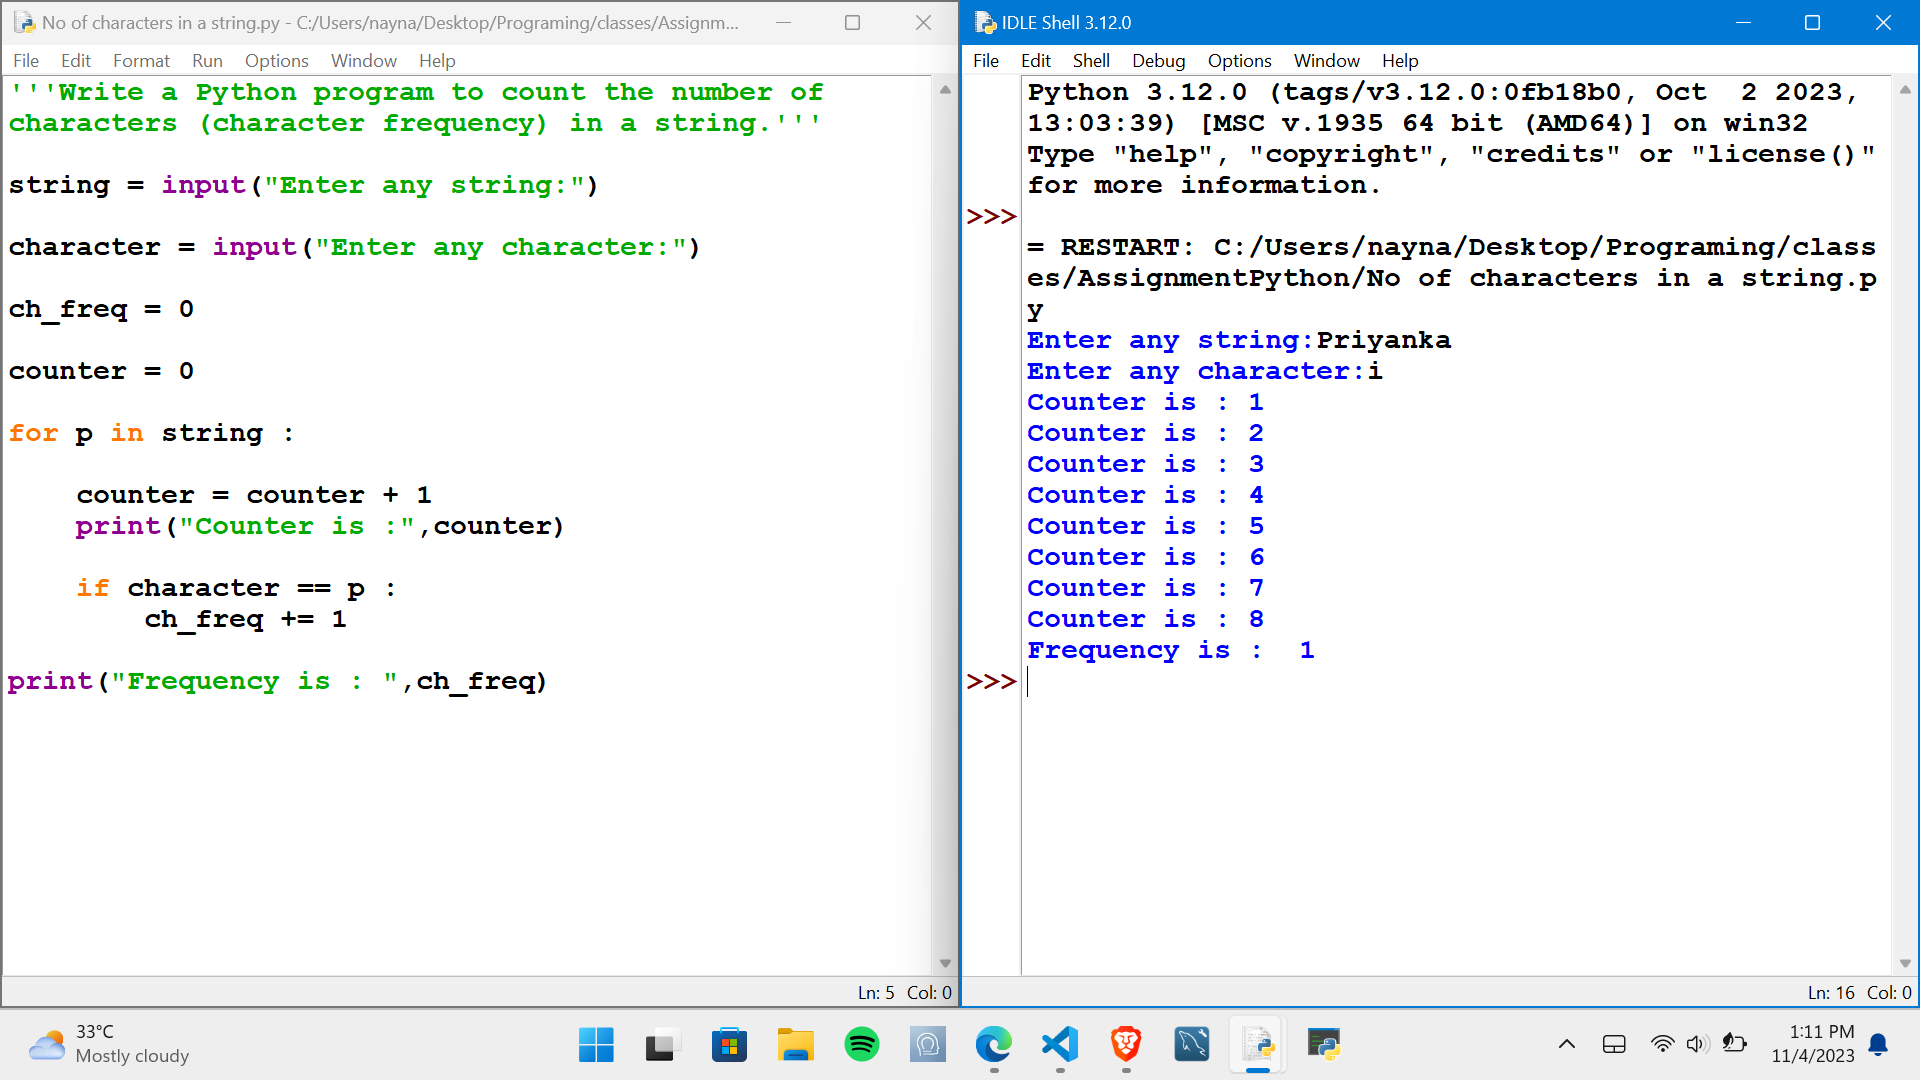 No of characters in a string.py - C:/Users/nayna/Desktop/Programing/classes/Assignm...
File Edit Format Run Options Window Help
'''Write a Python program to count the number of
characters (character frequency) in a string.'''
string = input("Enter any string:")
character = input("Enter any character:")
ch_freq = 0
counter = 0
for p in string :
    counter = counter + 1
    print("Counter is :",counter)
    if character == p :
        ch_freq += 1
print("Frequency is : ",ch_freq)
Ln: 5 Col: 0
IDLE Shell 3.12.0
File Edit Shell Debug Options Window Help
Python 3.12.0 (tags/v3.12.0:0fb18b0, Oct  2 2023,
13:03:39) [MSC v.1935 64 bit (AMD64)] on win32
Type "help", "copyright", "credits" or "license()"
for more information.
>>>
= RESTART: C:/Users/nayna/Desktop/Programing/class
es/AssignmentPython/No of characters in a string.p
y
Enter any string:Priyanka
Enter any character:i
Counter is : 1
Counter is : 2
Counter is : 3
Counter is : 4
Counter is : 5
Counter is : 6
Counter is : 7
Counter is : 8
Frequency is :  1
>>>
Ln: 16 Col: 0
33°C
Mostly cloudy
1:11 PM
11/4/2023